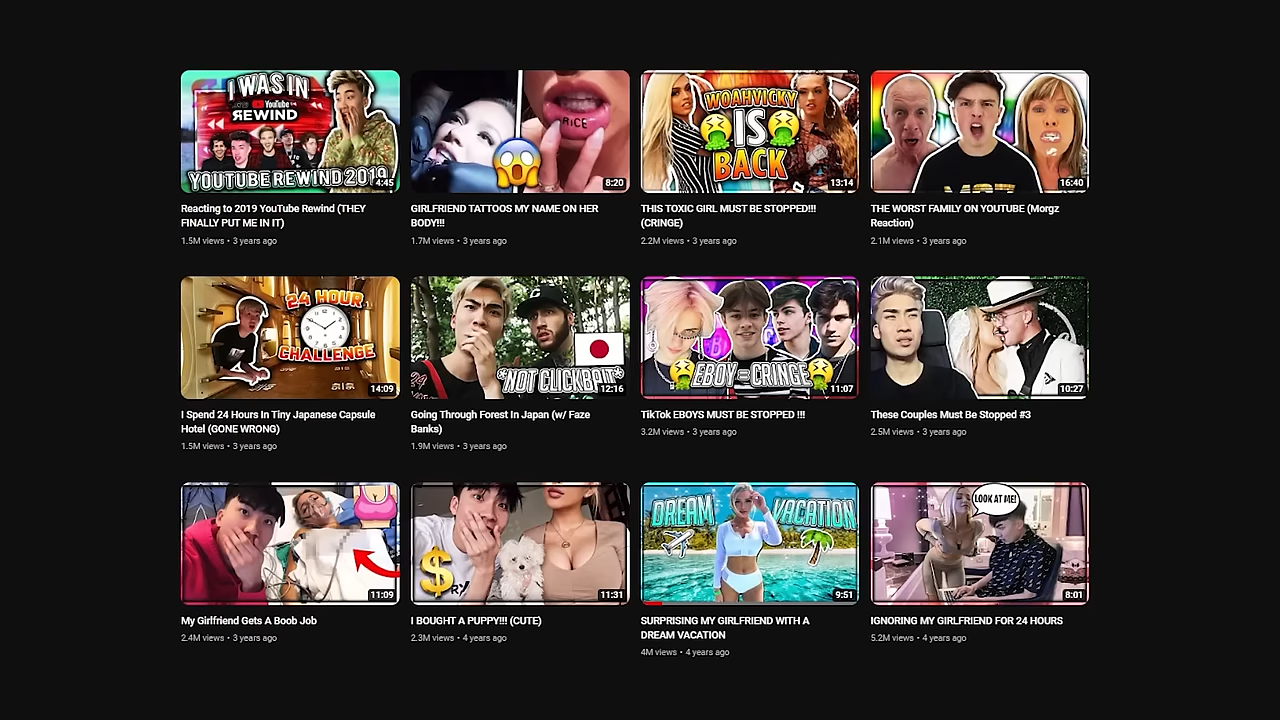 I WAS IN
YouTube
REWIND
YOUTUBE REWIND 2019
4:45
RICE
8:20
WOAHVICKY
IS
BACK
13:14
16:40
Reacting to 2019 YouTube Rewind (THEY
FINALLY PUT ME IN IT)
1.5M views • 3 years ago
GIRLFRIEND TATTOOS MY NAME ON HER
BODY!!!
1.7M views • 3 years ago
THIS TOXIC GIRL MUST BE STOPPED!!!
(CRINGE)
2.2M views • 3 years ago
THE WORST FAMILY ON YOUTUBE (Morgz
Reaction)
2.1M views • 3 years ago
24 HOUR
CHALLENGE
14:09
*NOT CLICKBAIT*
12:16
EBOY = CRINGE
11:07
10:27
I Spend 24 Hours In Tiny Japanese Capsule
Hotel (GONE WRONG)
1.5M views • 3 years ago
Going Through Forest In Japan (w/ Faze
Banks)
1.9M views • 3 years ago
TikTok EBOYS MUST BE STOPPED !!!
3.2M views • 3 years ago
These Couples Must Be Stopped #3
2.5M views • 3 years ago
11:09
$
11:31
DREAM VACATION
9:51
LOOK AT ME!
8:01
My Girlfriend Gets A Boob Job
2.4M views • 3 years ago
I BOUGHT A PUPPY!!! (CUTE)
2.3M views • 4 years ago
SURPRISING MY GIRLFRIEND WITH A
DREAM VACATION
4M views • 4 years ago
IGNORING MY GIRLFRIEND FOR 24 HOURS
5.2M views • 4 years ago